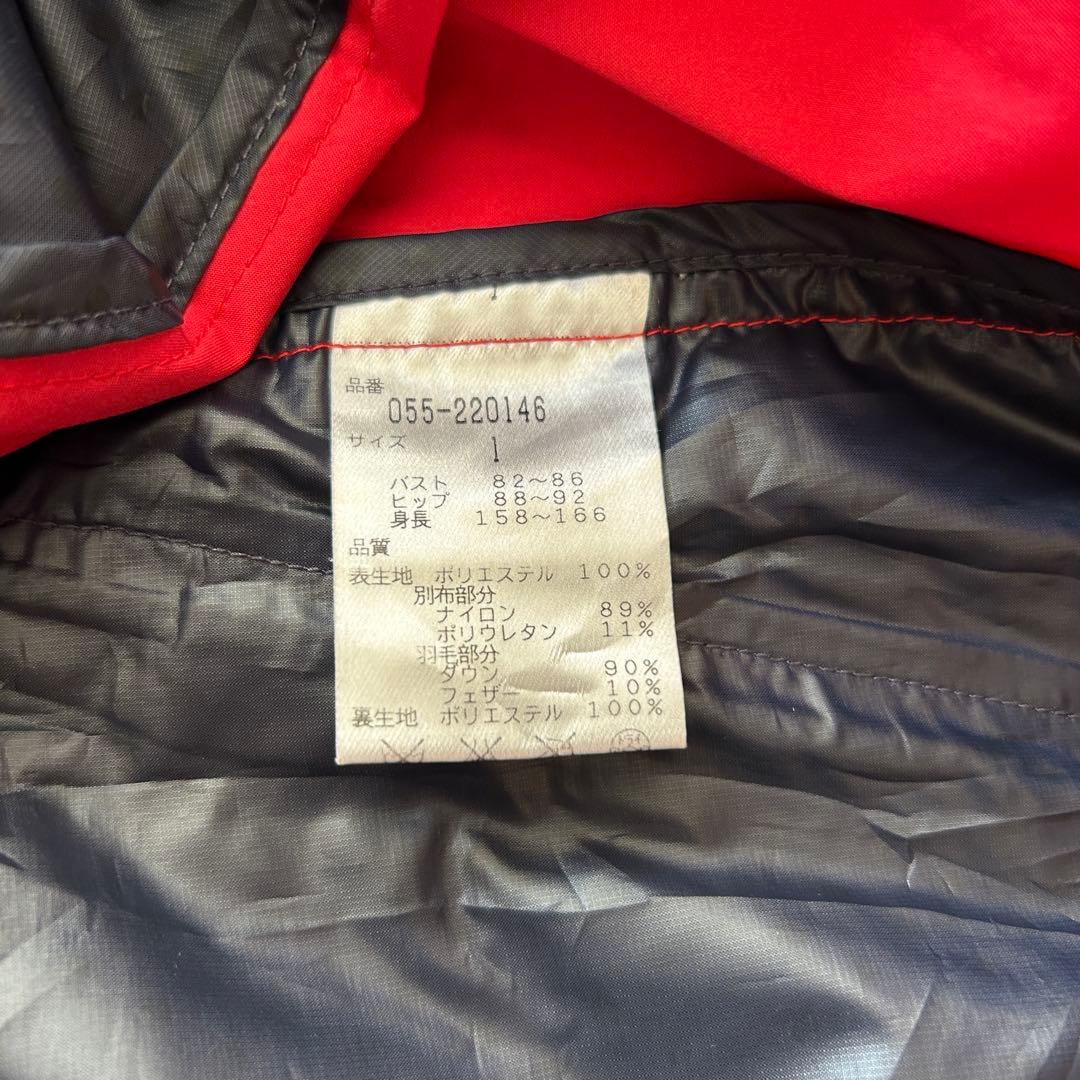 品番
055-220146
サイズ
1
バスト 82～86
ヒップ 88～92
身長 158～166
品質
表生地 ポリエステル 100%
別布部分
ナイロン 89%
ポリウレタン 11%
羽毛部分
ダウン 90%
フェザー 10%
裏生地 ポリエステル 100%
ドライ